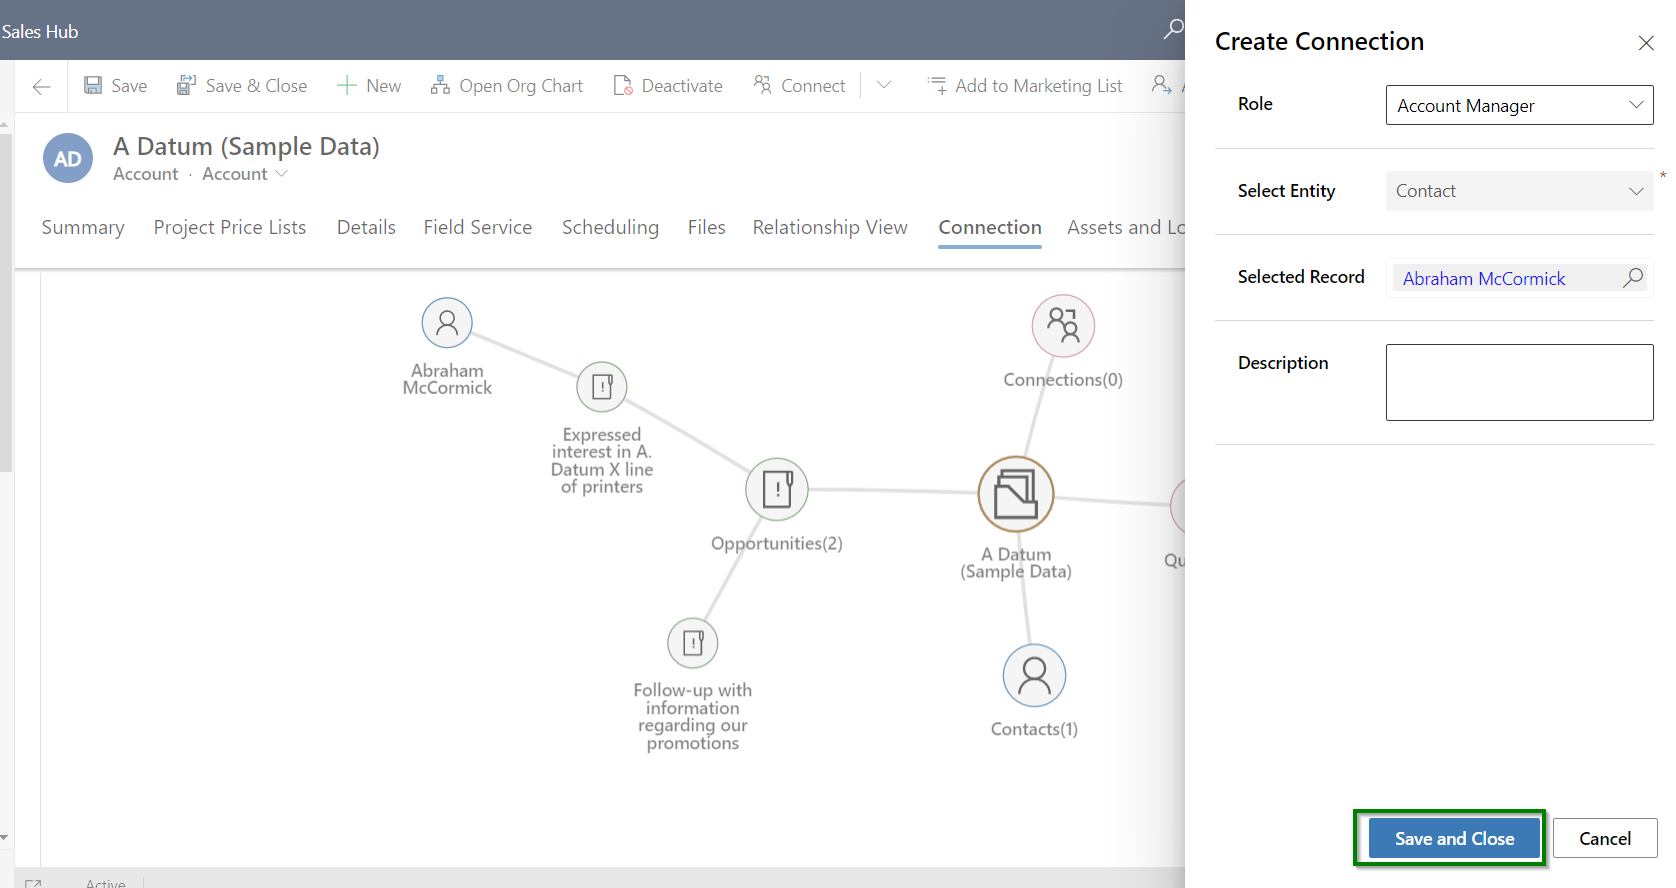 Sales Hub
Save
Save & Close
New
Open Org Chart
Deactivate
Connect
Add to Marketing List
AD
A Datum (Sample Data)
Account · Account
Summary
Project Price Lists
Details
Field Service
Scheduling
Files
Relationship View
Connection
Assets and Lo
Abraham
McCormick
Expressed
interest in A.
Datum X line
of printers
Opportunities(2)
Follow-up with
information
regarding our
promotions
Connections(0)
A Datum
(Sample Data)
Qu
Contacts(1)
Active
Create Connection
Role
Account Manager
Select Entity
Contact
*
Selected Record
Abraham McCormick
Description
Save and Close
Cancel